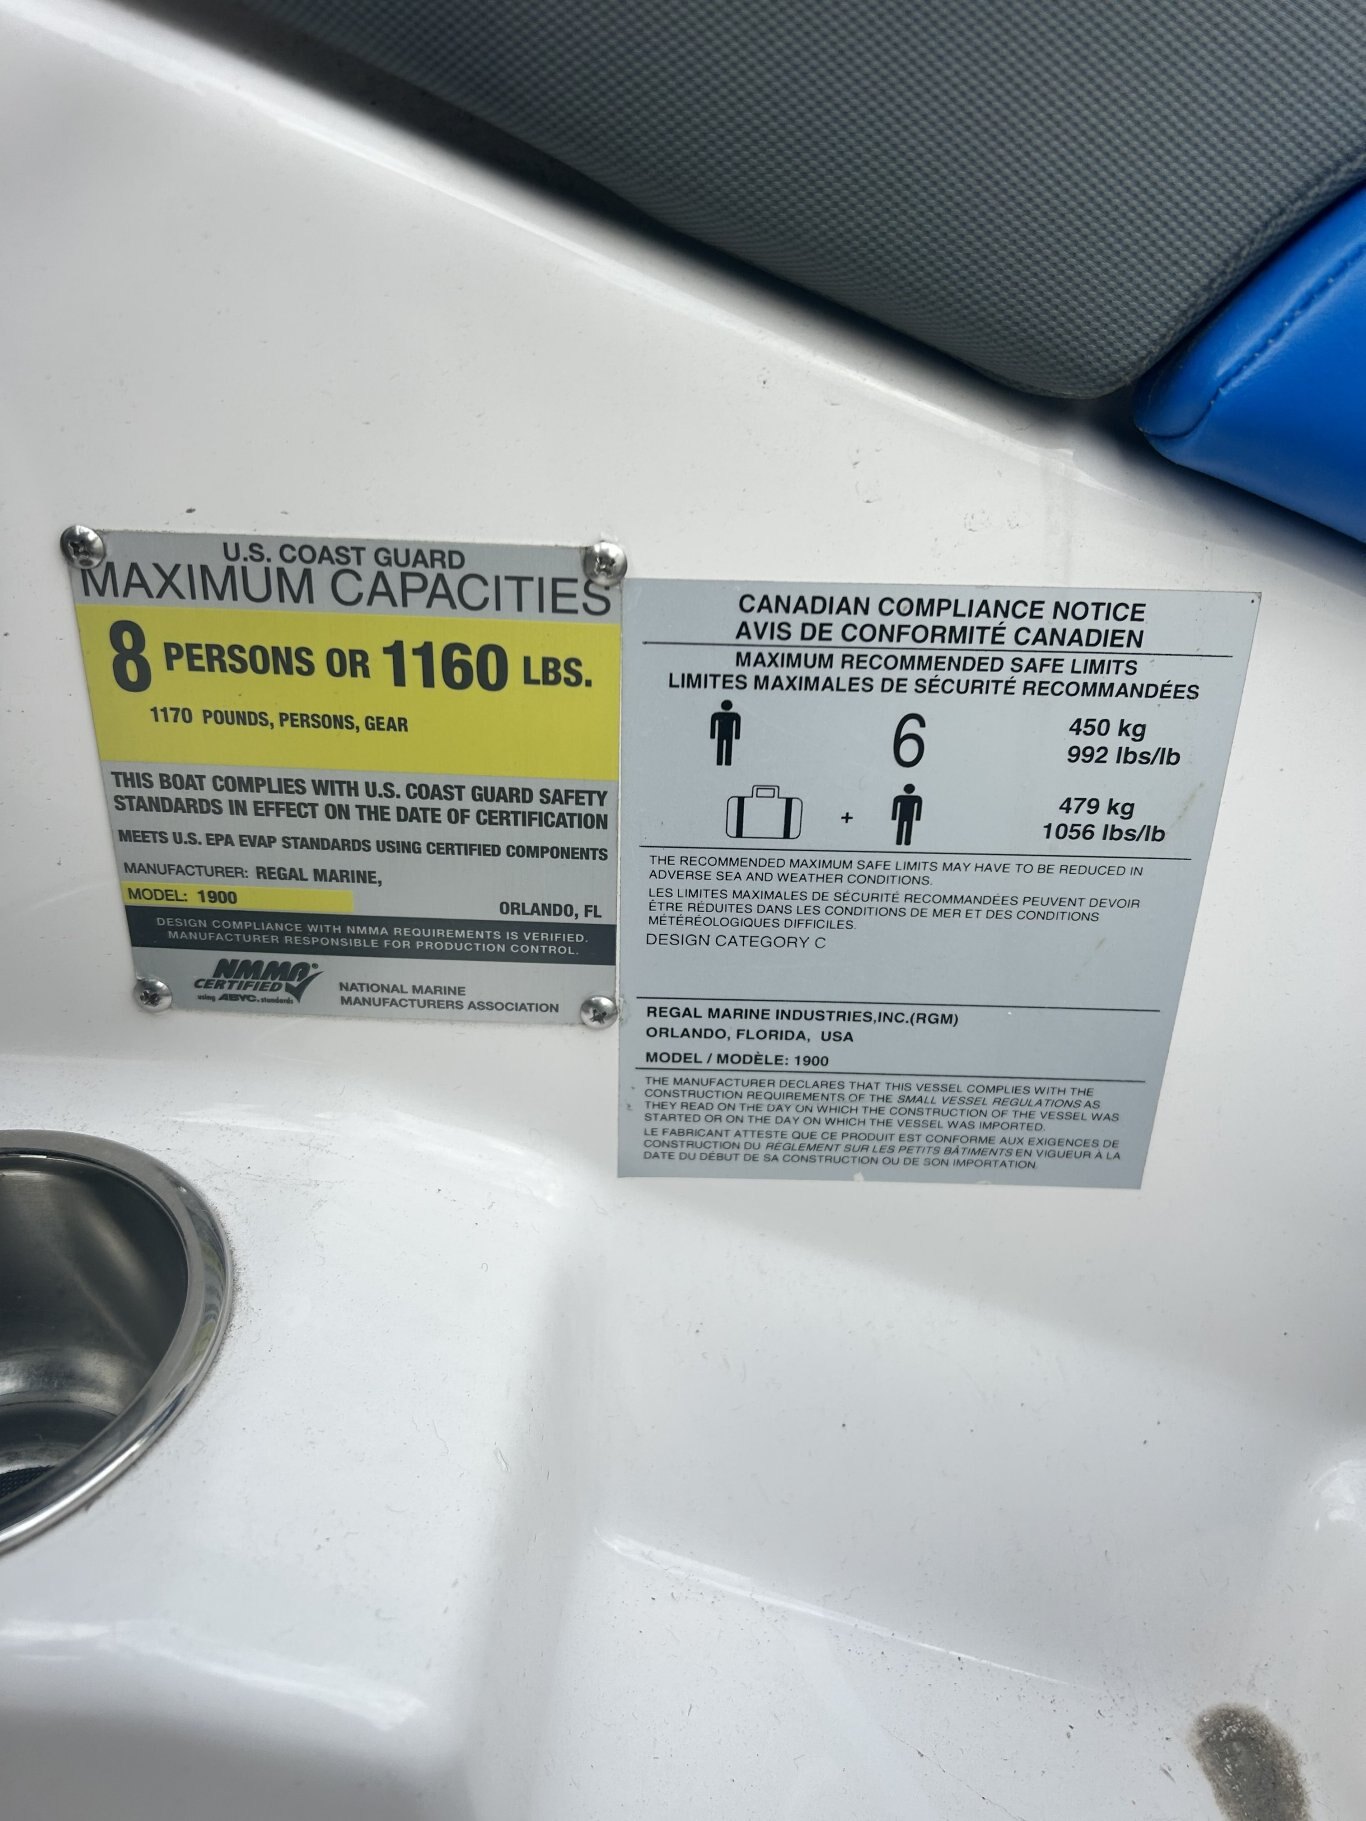 U.S. COAST GUARD
MAXIMUM CAPACITIES
8 PERSONS OR 1160 LBS.
1170 POUNDS, PERSONS, GEAR
THIS BOAT COMPLIES WITH U.S. COAST GUARD SAFETY
STANDARDS IN EFFECT ON THE DATE OF CERTIFICATION
MEETS U.S. EPA EVAP STANDARDS USING CERTIFIED COMPONENTS
MANUFACTURER: REGAL MARINE,
MODEL: 1900
ORLANDO, FL
DESIGN COMPLIANCE WITH NMMA REQUIREMENTS IS VERIFIED.
MANUFACTURER RESPONSIBLE FOR PRODUCTION CONTROL.
NMMA®
CERTIFIED
using ABYC. standards
NATIONAL MARINE
MANUFACTURERS ASSOCIATION
CANADIAN COMPLIANCE NOTICE
AVIS DE CONFORMITÉ CANADIEN
MAXIMUM RECOMMENDED SAFE LIMITS
LIMITES MAXIMALES DE SÉCURITÉ RECOMMANDÉES
6 450 kg
992 lbs/lb
+ 479 kg
1056 lbs/lb
THE RECOMMENDED MAXIMUM SAFE LIMITS MAY HAVE TO BE REDUCED IN
ADVERSE SEA AND WEATHER CONDITIONS.
LES LIMITES MAXIMALES DE SÉCURITÉ RECOMMANDÉES PEUVENT DEVOIR
ÊTRE RÉDUITES DANS LES CONDITIONS DE MER ET DES CONDITIONS
MÉTÉREOLOGIQUES DIFFICILES.
DESIGN CATEGORY C
REGAL MARINE INDUSTRIES,INC.(RGM)
ORLANDO, FLORIDA, USA
MODEL / MODÈLE: 1900
THE MANUFACTURER DECLARES THAT THIS VESSEL COMPLIES WITH THE
CONSTRUCTION REQUIREMENTS OF THE SMALL VESSEL REGULATIONS AS
THEY READ ON THE DAY ON WHICH THE CONSTRUCTION OF THE VESSEL WAS
STARTED OR ON THE DAY ON WHICH THE VESSEL WAS IMPORTED.
LE FABRICANT ATTESTE QUE CE PRODUIT EST CONFORME AUX EXIGENCES DE
CONSTRUCTION DU RÈGLEMENT SUR LES PETITS BÂTIMENTS EN VIGUEUR À LA
DATE DU DÉBUT DE SA CONSTRUCTION OU DE SON IMPORTATION.